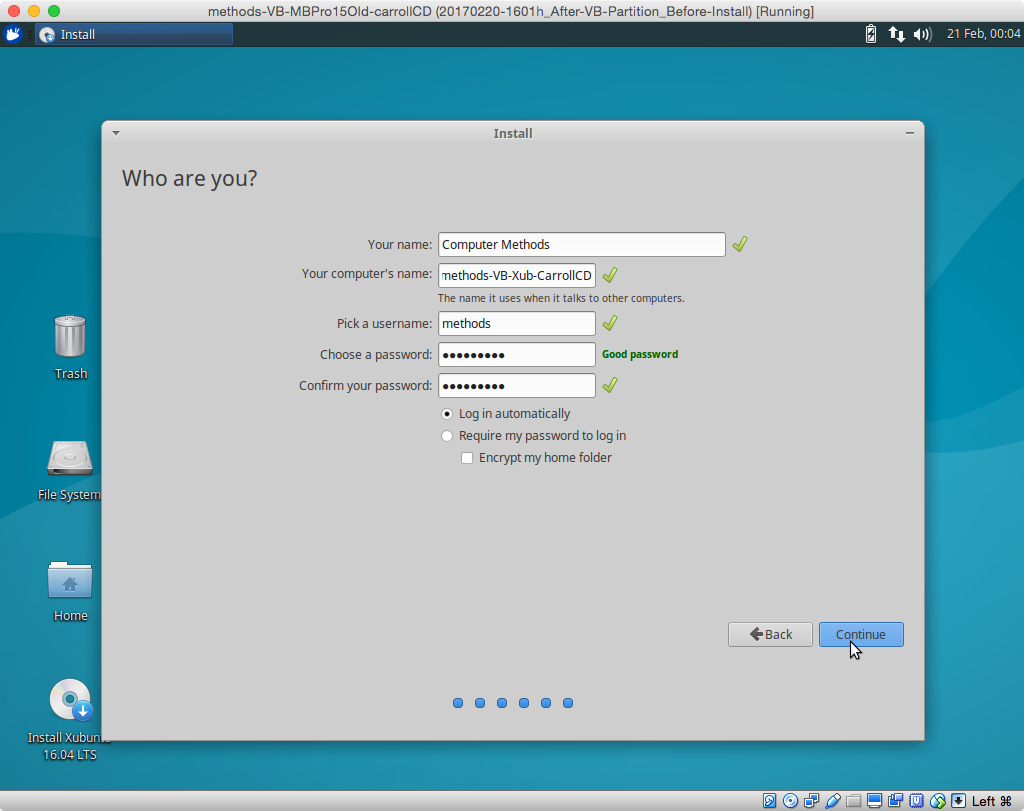 methods-VB-MBPro15Old-carrollCD (20170220-1601h_After-VB-Partition_Before-Install) [Running]
Install
21 Feb, 00:04
Install
Who are you?
Your name: Computer Methods
Your computer's name: methods-VB-Xub-CarrollCD
The name it uses when it talks to other computers.
Pick a username: methods
Choose a password: ●●●●●●●●● Good password
Confirm your password: ●●●●●●●●●
Log in automatically
Require my password to log in
Encrypt my home folder
Back
Continue
Trash
File System
Home
Install Xubun
16.04 LTS
Left ⌘